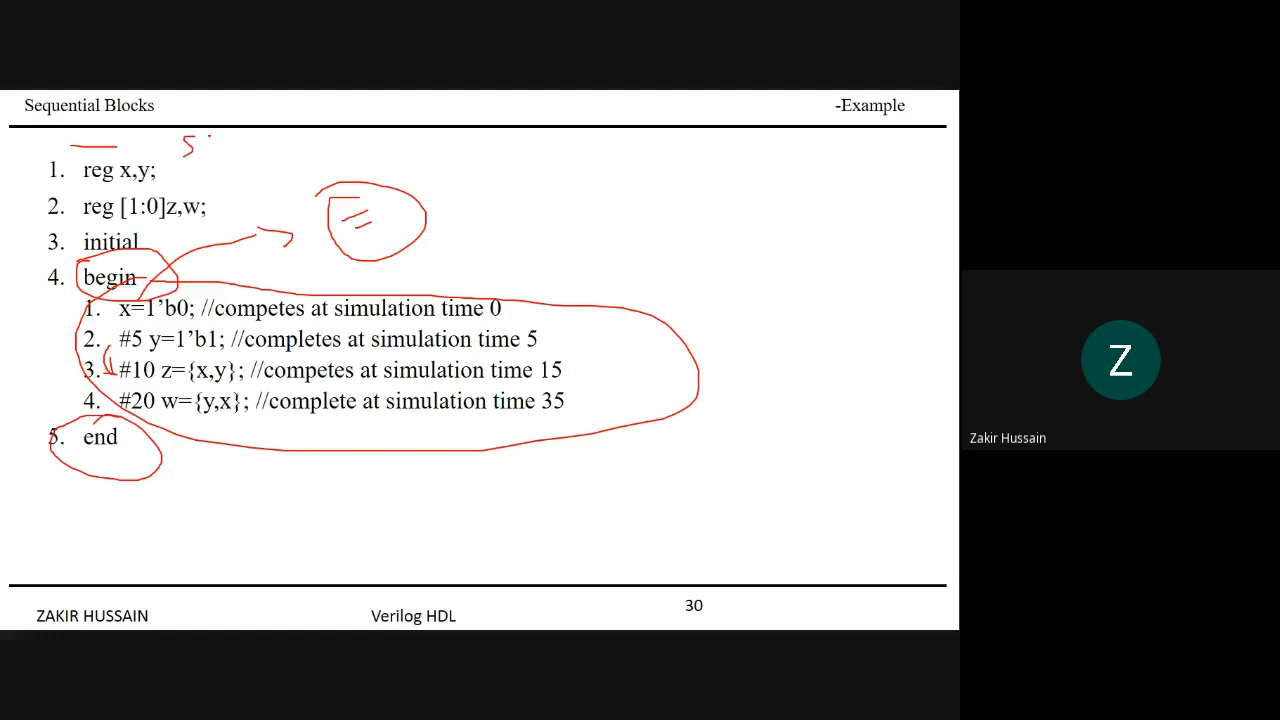 Sequential Blocks -Example
5
1. reg x,y;
2. reg [1:0]z,w;
3. initial
=
4. begin
1. x=1’b0; //competes at simulation time 0
2. #5 y=1’b1; //completes at simulation time 5
3. #10 z={x,y}; //competes at simulation time 15
4. #20 w={y,x}; //complete at simulation time 35
5. end
ZAKIR HUSSAIN Verilog HDL 30
Z
Zakir Hussain